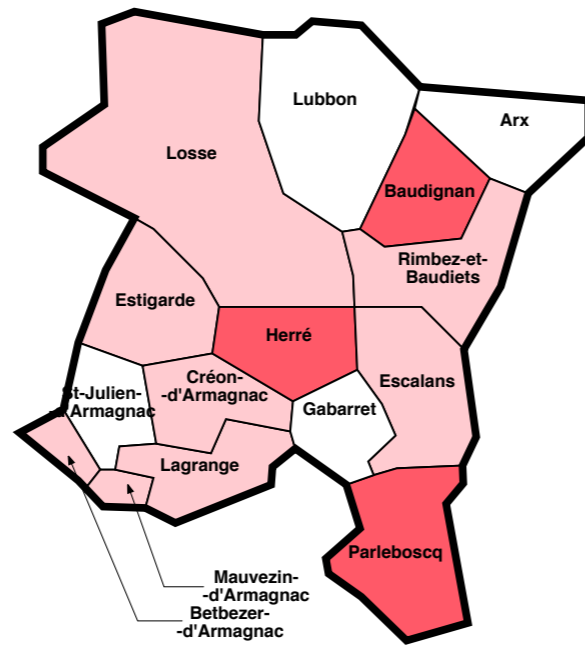 Lubbon
Arx
Losse
Baudignan
Rimbez-et-
Baudiets
Estigarde
Herré
Créon-
-d'Armagnac
Escalans
St-Julien-
-d'Armagnac
Gabarret
Lagrange
Parleboscq
Mauvezin-
-d'Armagnac
Betbezer-
-d'Armagnac